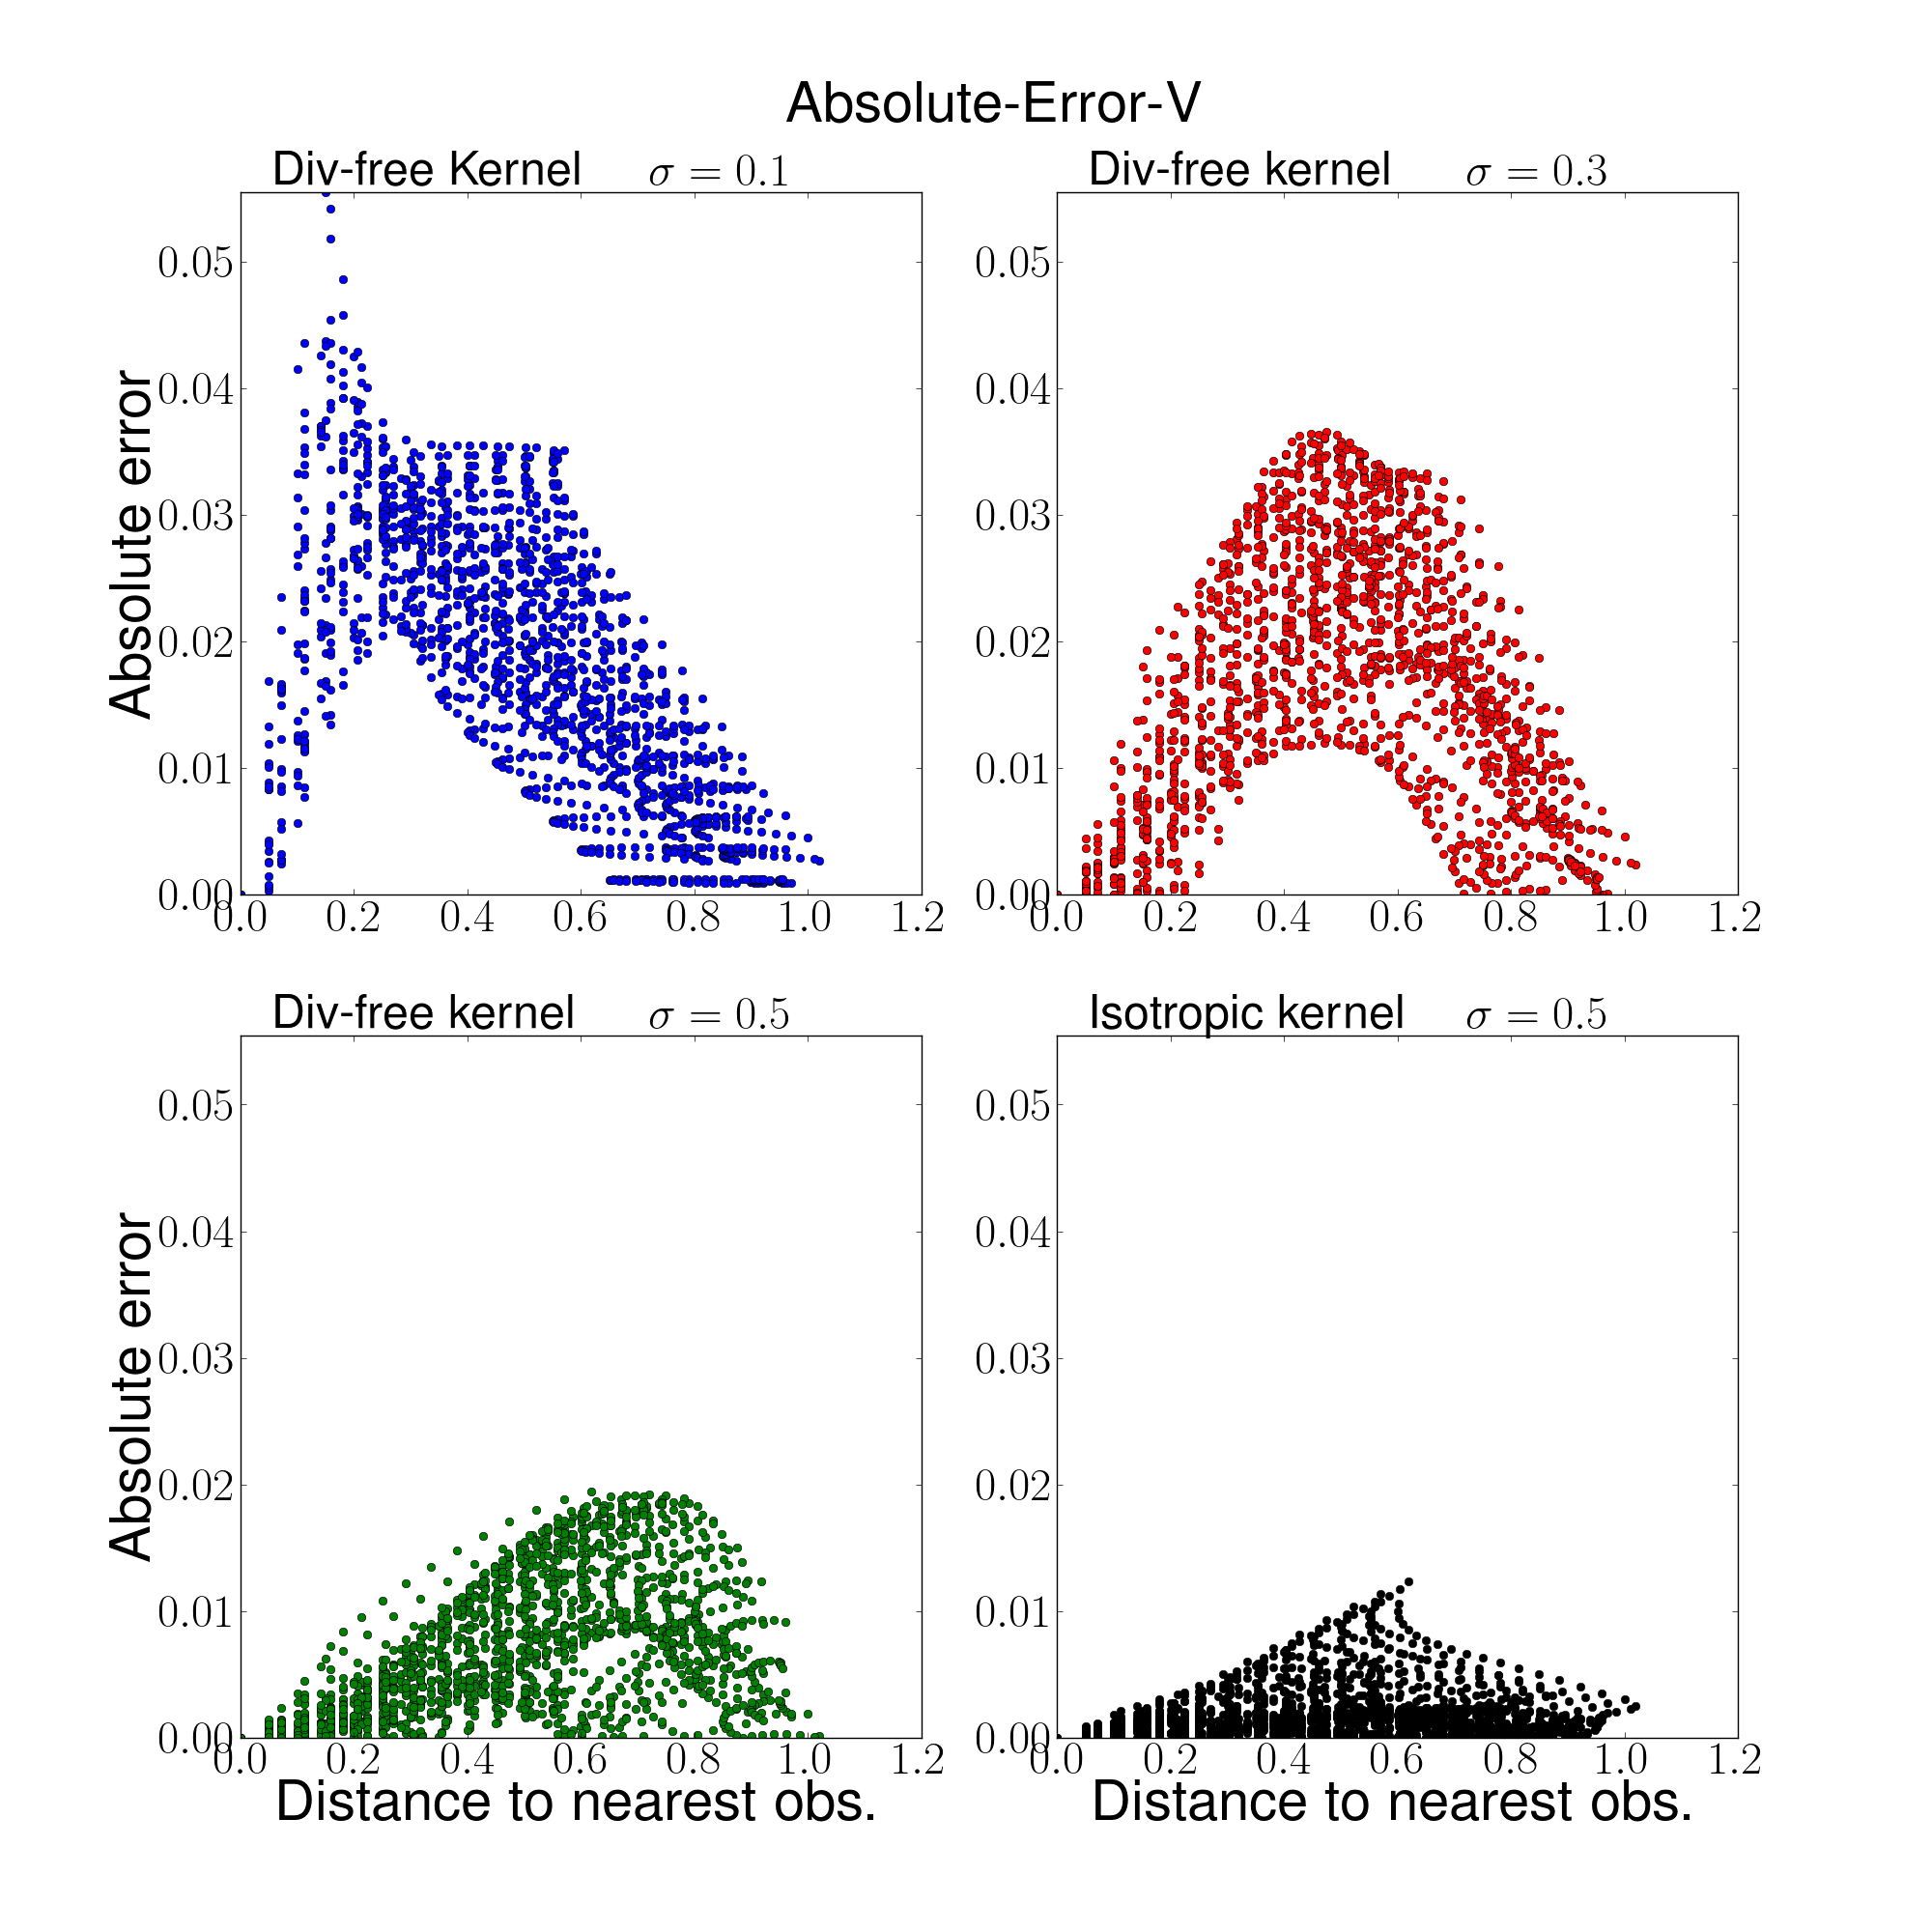 Absolute-Error-V
Div-free Kernel σ = 0.1
Div-free kernel σ = 0.3
Absolute error
0.05
0.04
0.03
0.02
0.01
0.00
0.0 0.2 0.4 0.6 0.8 1.0 1.2
0.05
0.04
0.03
0.02
0.01
0.00
0.0 0.2 0.4 0.6 0.8 1.0 1.2
Div-free kernel σ = 0.5
Isotropic kernel σ = 0.5
Absolute error
0.05
0.04
0.03
0.02
0.01
0.00
0.0 0.2 0.4 0.6 0.8 1.0 1.2
Distance to nearest obs.
0.05
0.04
0.03
0.02
0.01
0.00
0.0 0.2 0.4 0.6 0.8 1.0 1.2
Distance to nearest obs.